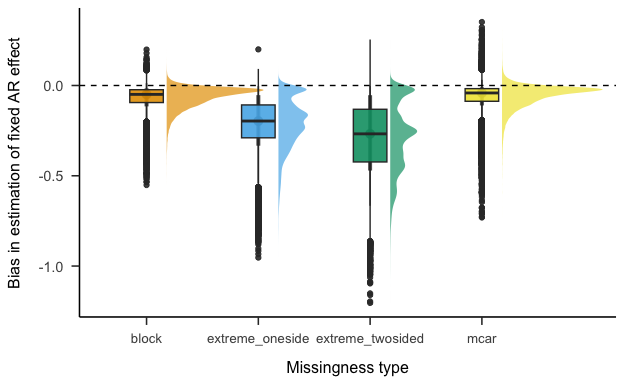 Bias in estimation of fixed AR effect
0.0
-0.5
-1.0
block
extreme_oneside
extreme_twosided
mcar
Missingness type